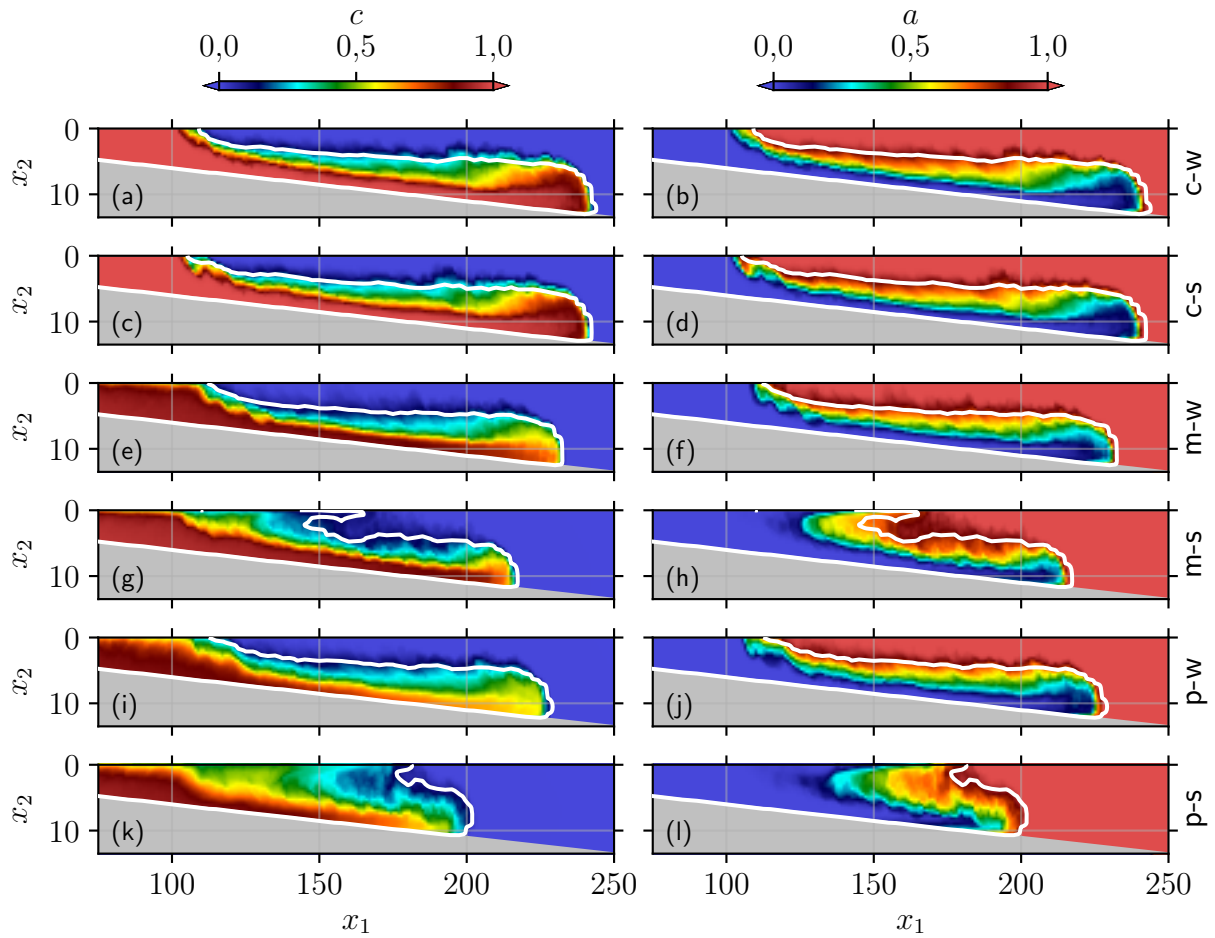 c a
0,0 0,5 1,0 0,0 0,5 1,0
0 x₂ 10 (a) (b) c-w
0 x₂ 10 (c) (d) c-s
0 x₂ 10 (e) (f) m-w
0 x₂ 10 (g) (h) m-s
0 x₂ 10 (i) (j) p-w
0 x₂ 10 (k) (l) p-s
100 150 200 250 100 150 200 250
x₁ x₁